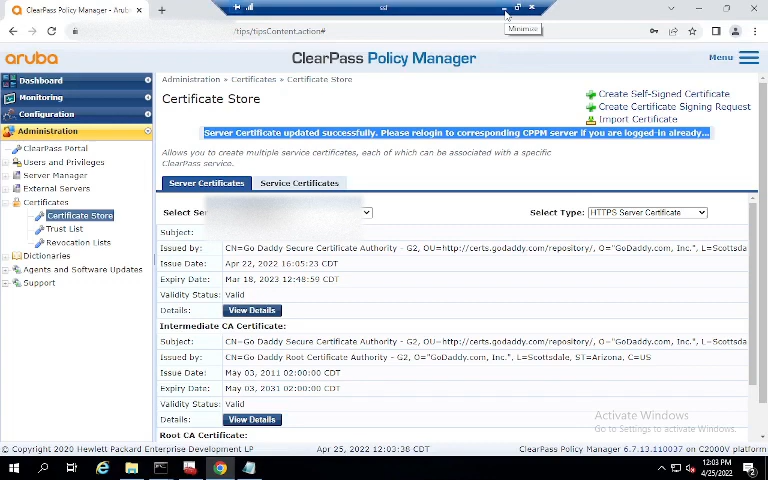 ClearPass Policy Manager - Aruba
ssl
Minimize
/tips/tipsContent.action#
aruba
ClearPass Policy Manager
Menu
Dashboard
Monitoring
Configuration
Administration
ClearPass Portal
Users and Privileges
Server Manager
External Servers
Certificates
Certificate Store
Trust List
Revocation Lists
Dictionaries
Agents and Software Updates
Support
Administration » Certificates » Certificate Store
Certificate Store
Create Self-Signed Certificate
Create Certificate Signing Request
Import Certificate
Server Certificate updated successfully. Please relogin to corresponding CPPM server if you are logged-in already...
Allows you to create multiple service certificates, each of which can be associated with a specific
ClearPass service.
Server Certificates
Service Certificates
Select Ser
Select Type:
HTTPS Server Certificate
Subject:
Issued by: CN=Go Daddy Secure Certificate Authority - G2, OU=http://certs.godaddy.com/repository/, O="GoDaddy.com, Inc.", L=Scottsda
Issue Date: Apr 22, 2022 16:05:23 CDT
Expiry Date: Mar 18, 2023 12:48:59 CDT
Validity Status: Valid
Details: View Details
Intermediate CA Certificate:
Subject: CN=Go Daddy Secure Certificate Authority - G2, OU=http://certs.godaddy.com/repository/, O="GoDaddy.com, Inc.", L=Scottsda
Issued by: CN=Go Daddy Root Certificate Authority - G2, O="GoDaddy.com, Inc.", L=Scottsdale, ST=Arizona, C=US
Issue Date: May 03, 2011 02:00:00 CDT
Expiry Date: May 03, 2031 02:00:00 CDT
Validity Status: Valid
Details: View Details
Root CA Certificate:
Activate Windows
Go to Settings to activate Windows.
© Copyright 2020 Hewlett Packard Enterprise Development LP
Apr 25, 2022 12:03:38 CDT
ClearPass Policy Manager 6.7.13.110037 on C2000V platform
12:03 PM
4/25/2022
2